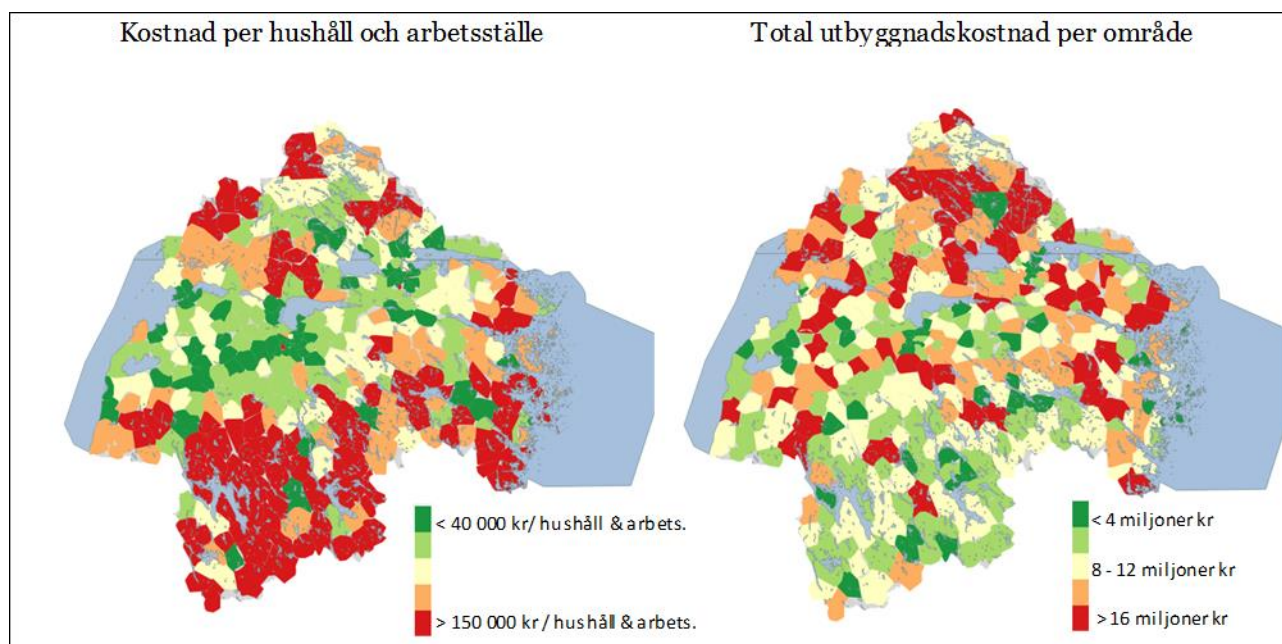 Kostnad per hushåll och arbetsställe
< 40 000 kr/ hushåll & arbets.
> 150 000 kr/ hushåll & arbets.
Total utbyggnadskostnad per område
< 4 miljoner kr
8 - 12 miljoner kr
>16 miljoner kr